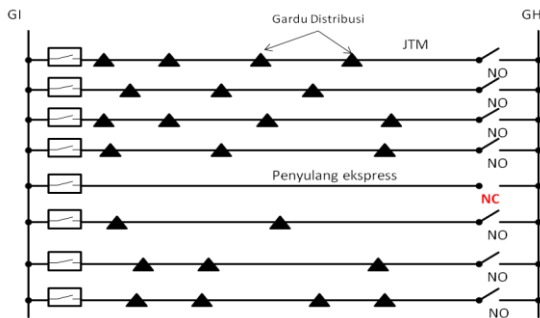 GI
Gardu Distribusi
GH
JTM
NO
NO
NO
NO
Penyulang ekspress
NC
NO
NO
NO